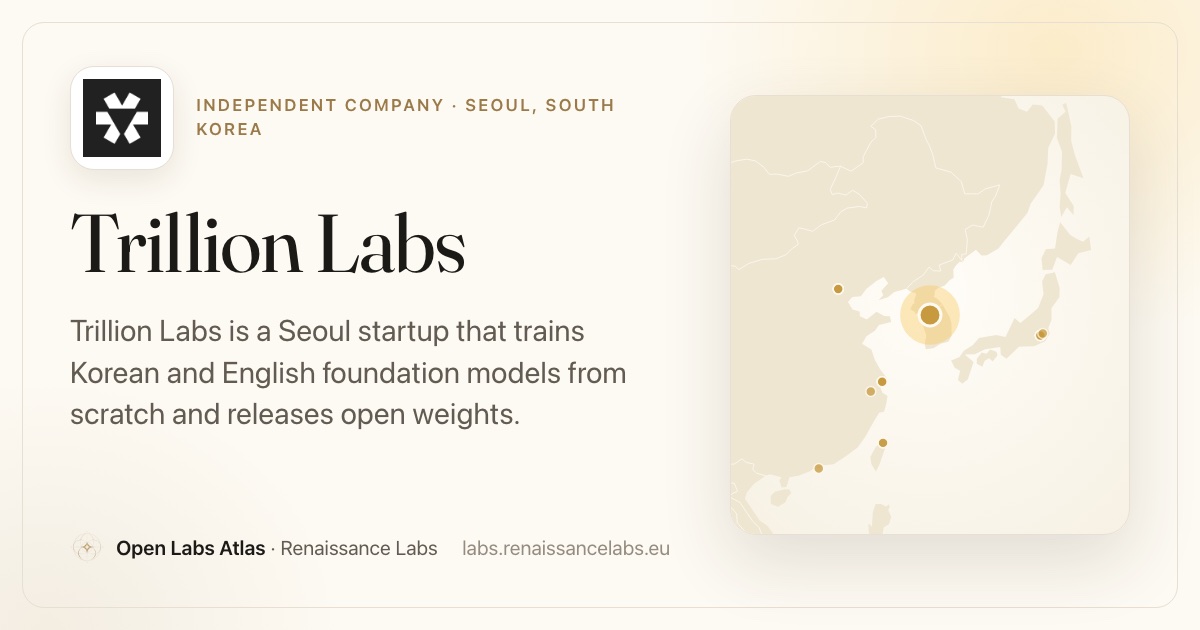 INDEPENDENT COMPANY · SEOUL, SOUTH
KOREA
Trillion Labs
Trillion Labs is a Seoul startup that trains
Korean and English foundation models from
scratch and releases open weights.
Open Labs Atlas · Renaissance Labs labs.renaissancelabs.eu